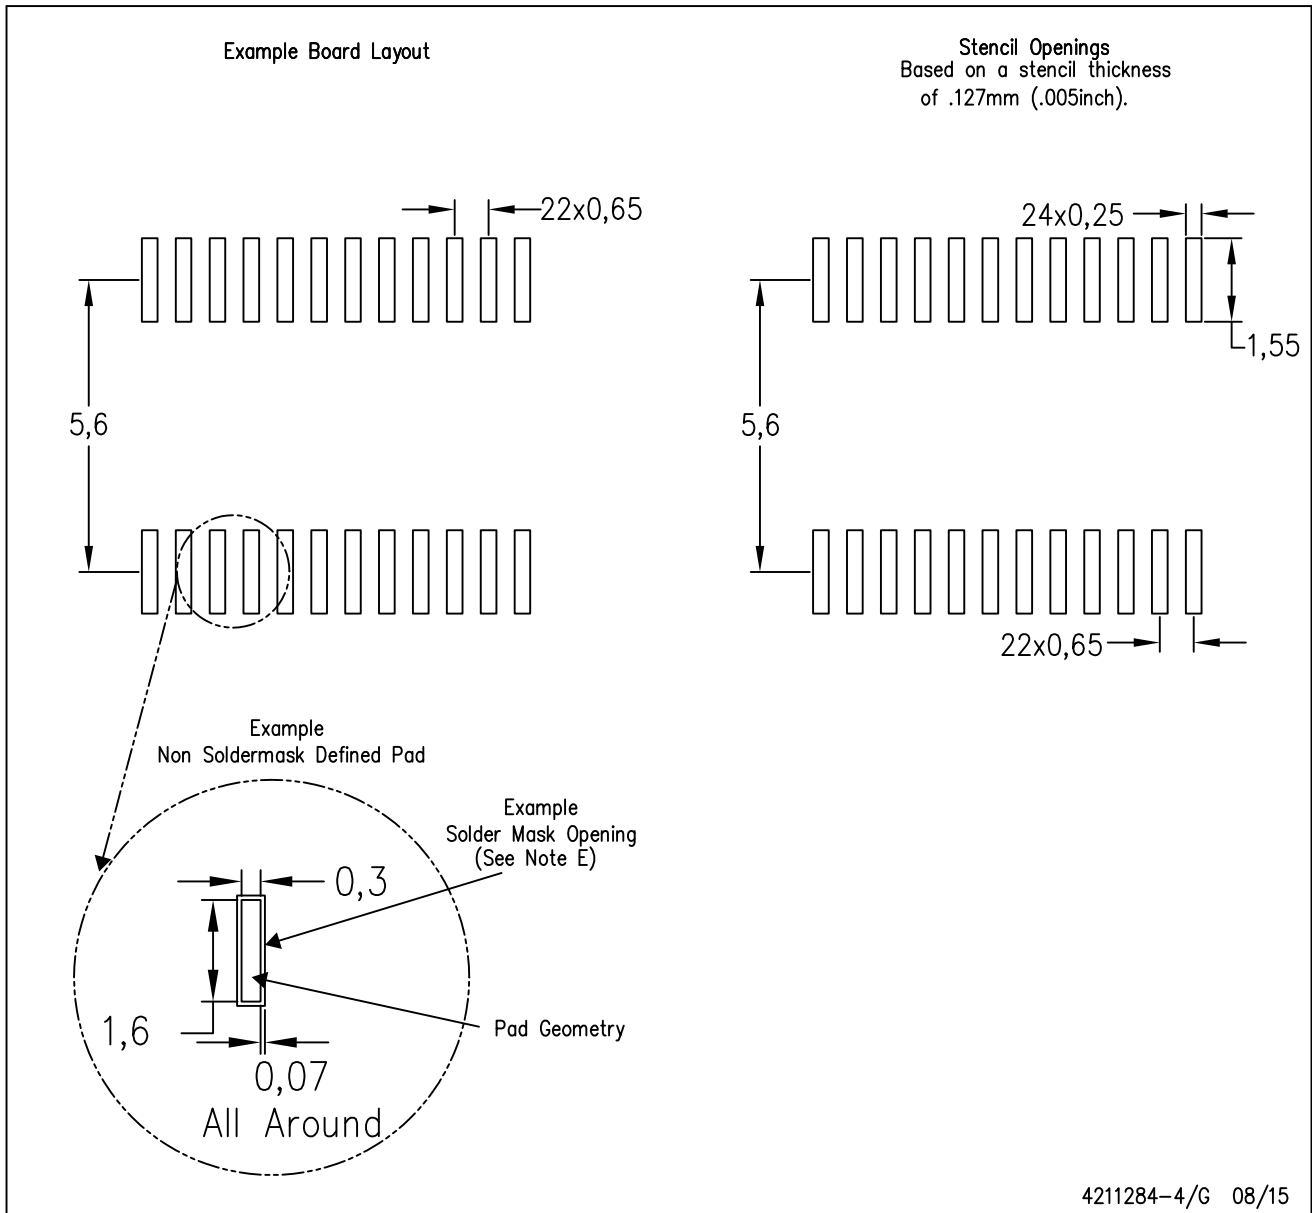 Example Board Layout
Stencil Openings
Based on a stencil thickness
of .127mm (.005inch).
22x0,65
24x0,25
1,55
5,6
5,6
22x0,65
Example
Non Soldermask Defined Pad
Example
Solder Mask Opening
(See Note E)
0,3
1,6
Pad Geometry
0,07
All Around
4211284-4/G 08/15